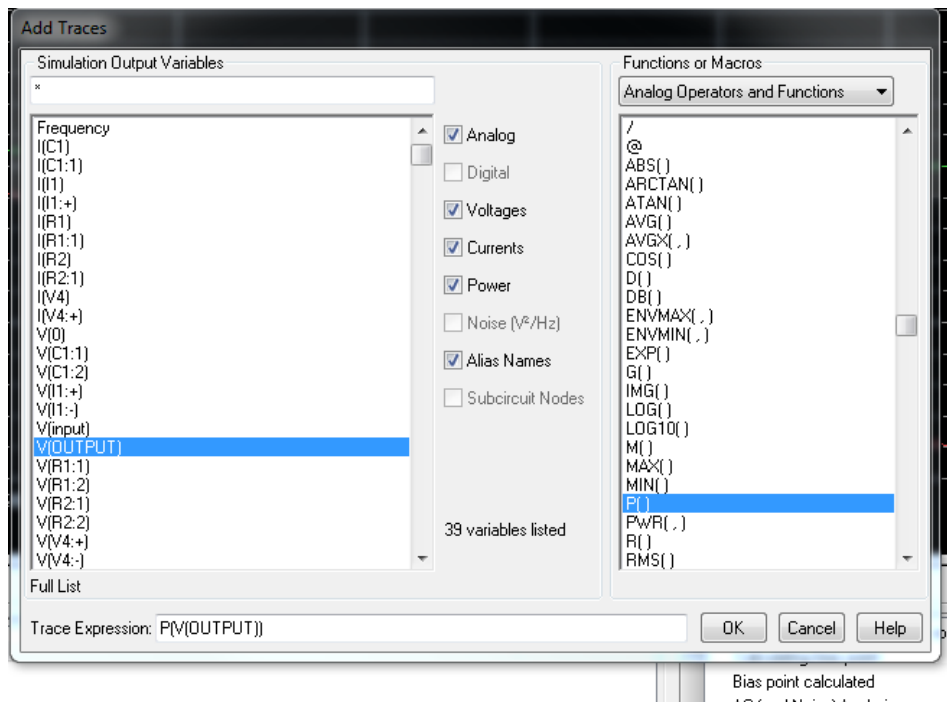 Add Traces
Simulation Output Variables
*
Frequency
I(C1)
I(C1:1)
I(I1)
I(I1:+)
I(R1)
I(R1:1)
I(R2)
I(R2:1)
I(V4)
I(V4:+)
V(0)
V(C1:1)
V(C1:2)
V(I1:+)
V(I1:-)
V(input)
V(OUTPUT)
V(R1:1)
V(R1:2)
V(R2:1)
V(R2:2)
V(V4:+)
V(V4:-)
Full List
Analog
Digital
Voltages
Currents
Power
Noise (V²/Hz)
Alias Names
Subcircuit Nodes
39 variables listed
Functions or Macros
Analog Operators and Functions
/
@
ABS( )
ARCTAN( )
ATAN( )
AVG( )
AVGX( , )
COS( )
D( )
DB( )
ENVMAX( , )
ENVMIN( , )
EXP( )
G( )
IMG( )
LOG( )
LOG10( )
M( )
MAX( )
MIN( )
P( )
PWR( , )
R( )
RMS( )
Trace Expression: P(V(OUTPUT))
OK
Cancel
Help
Bias point calculated